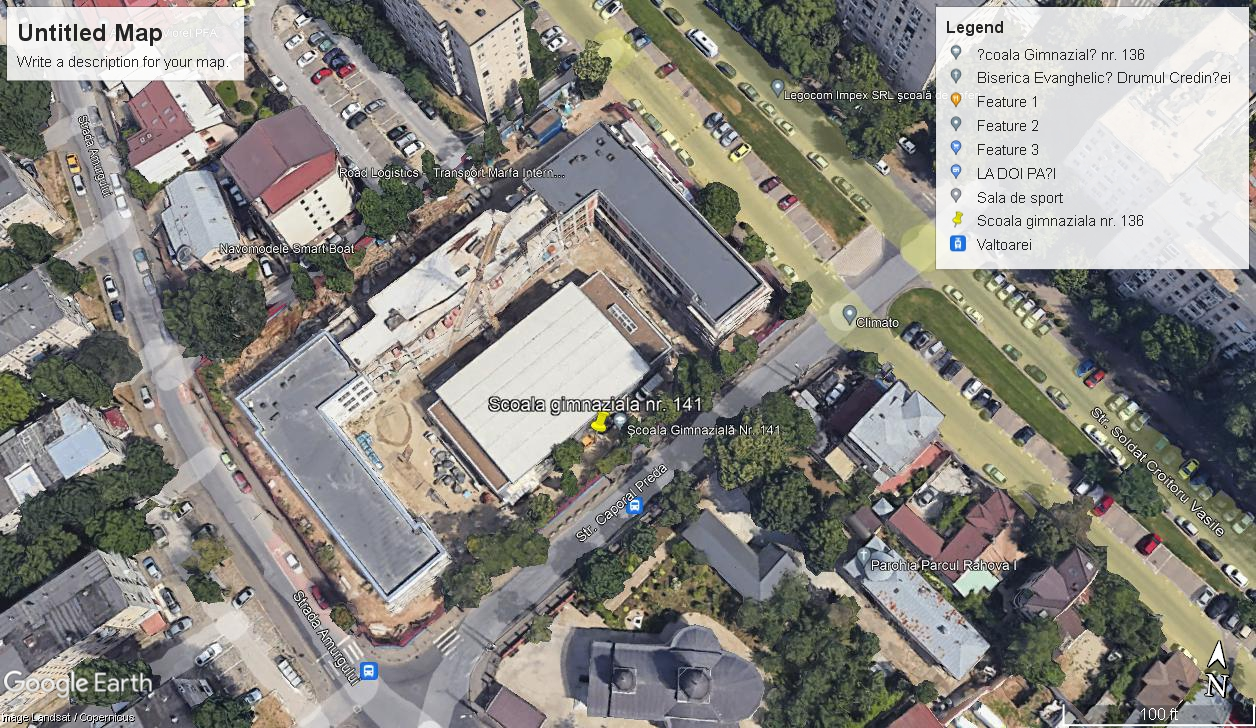 Untitled Map
Write a description for your map.
Legend
?coala Gimnazial? nr. 136
Biserica Evanghelic? Drumul Credin?ei
Feature 1
Feature 2
Feature 3
LA DOI PA?I
Sala de sport
Scoala gimnaziala nr. 136
Valtoarei
Legocom Impex SRL școală de
Strada Amurgului
Road Logistics - Transport Marfa Intern...
Navomodele Smart Boat
Climato
Scoala gimnaziala nr. 141
Școala Gimnazială Nr. 141
Str. Caporal Preda
Str. Soldat Croitoru Vasile
Parohia Parcul Rahova I
Strada Amurgului
Google Earth
Image Landsat / Copernicus
N
100 ft